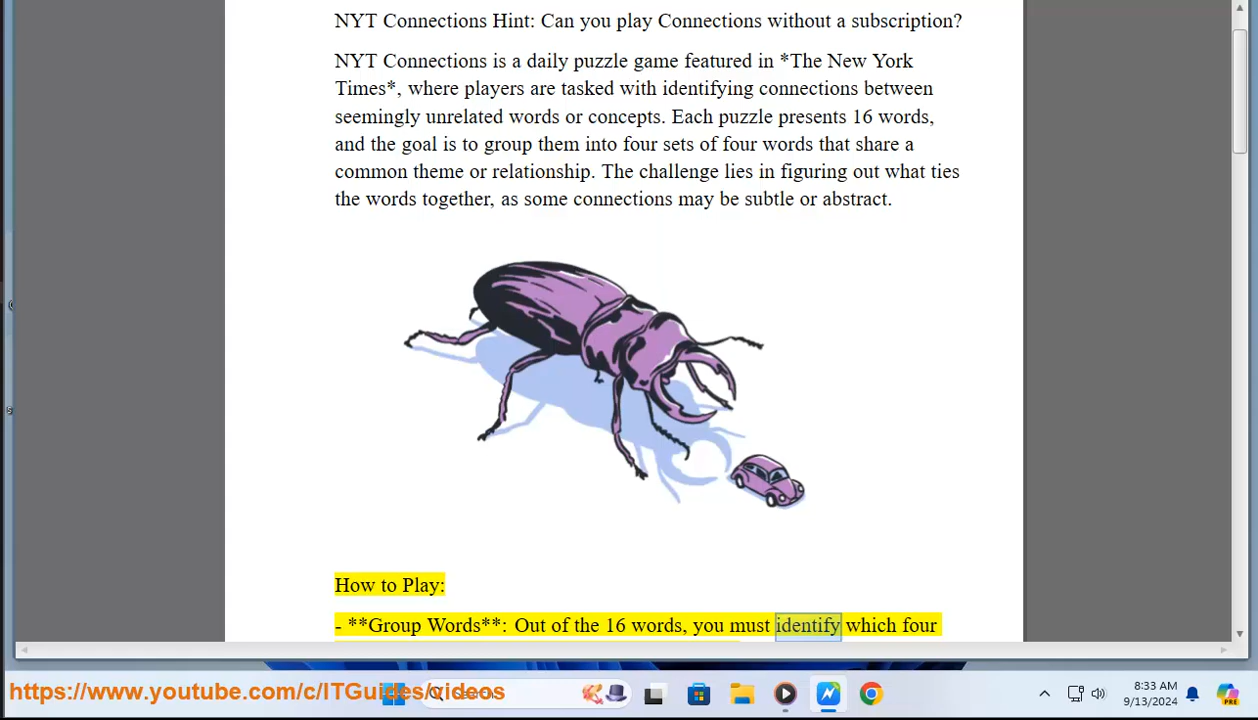 NYT Connections Hint: Can you play Connections without a subscription?
NYT Connections is a daily puzzle game featured in *The New York
Times*, where players are tasked with identifying connections between
seemingly unrelated words or concepts. Each puzzle presents 16 words,
and the goal is to group them into four sets of four words that share a
common theme or relationship. The challenge lies in figuring out what ties
the words together, as some connections may be subtle or abstract.
How to Play:
- **Group Words**: Out of the 16 words, you must identify which four
https://www.youtube.com/c/ITGuides/videos
8:33 AM
9/13/2024
PRE